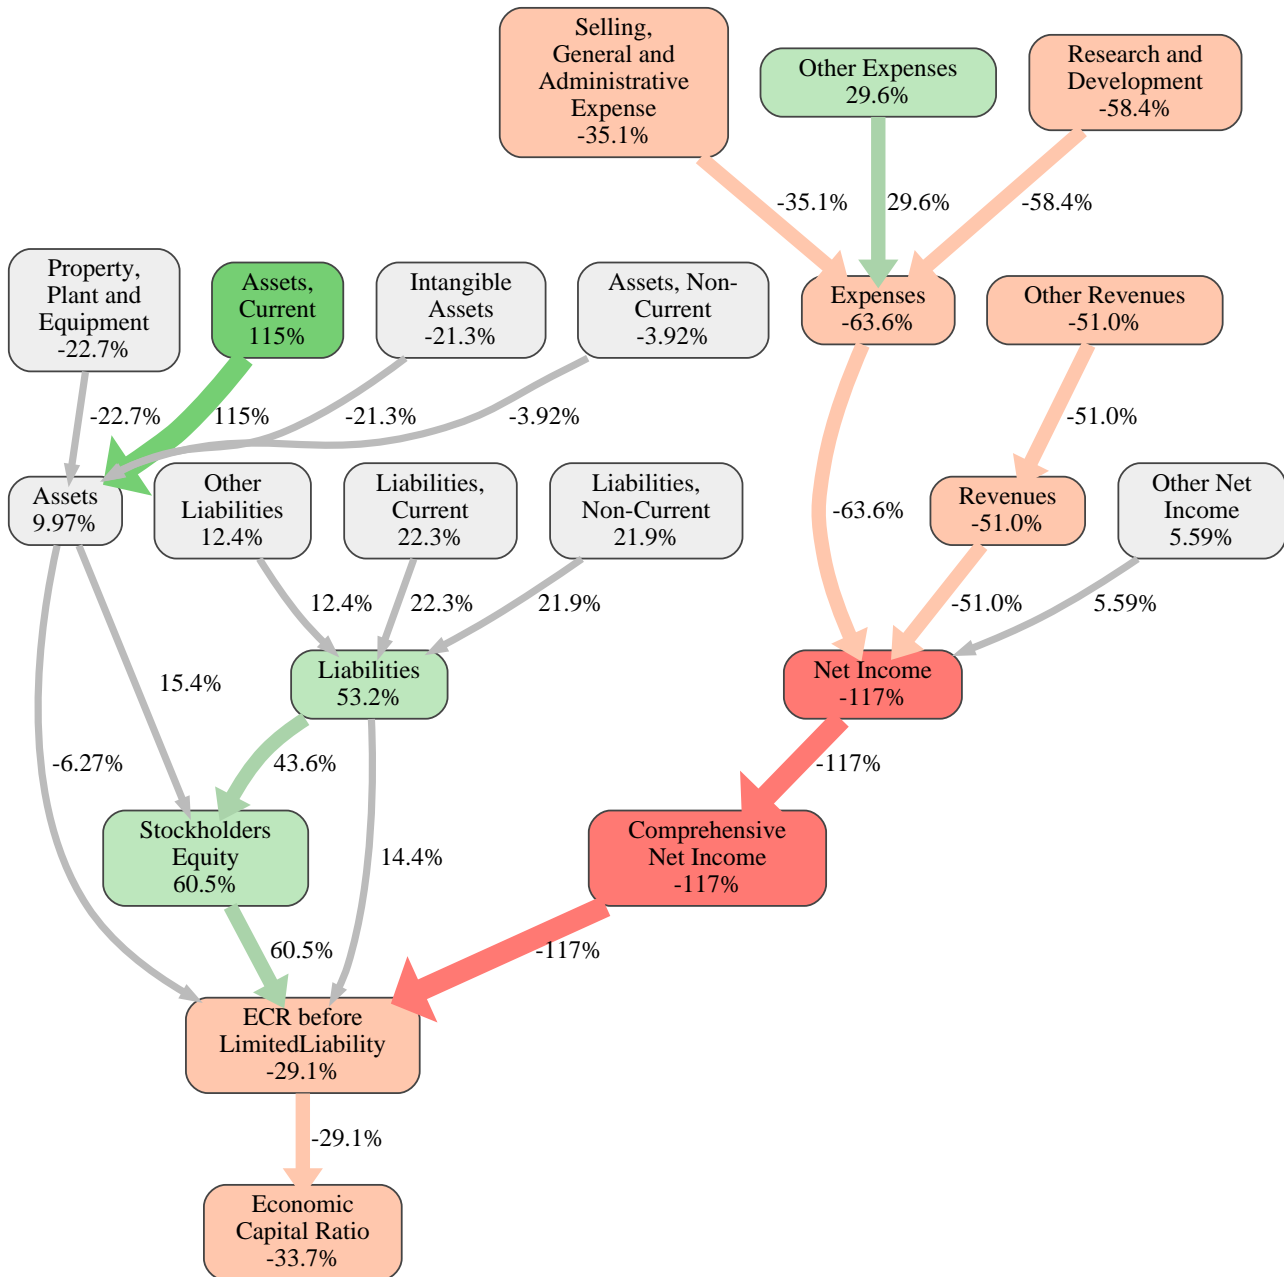 Selling,
General and
Administrative
Expense
-35.1%
Other Expenses
29.6%
Research and
Development
-58.4%
-35.1%
29.6%
-58.4%
Property,
Plant and
Equipment
-22.7%
Assets,
Current
115%
Intangible
Assets
-21.3%
Assets, Non-
Current
-3.92%
Expenses
-63.6%
Other Revenues
-51.0%
-22.7%
115%
-21.3%
-3.92%
-51.0%
Assets
9.97%
Other
Liabilities
12.4%
Liabilities,
Current
22.3%
Liabilities,
Non-Current
21.9%
-63.6%
Revenues
-51.0%
Other Net
Income
5.59%
12.4%
22.3%
21.9%
-51.0%
5.59%
Liabilities
53.2%
Net Income
-117%
15.4%
-6.27%
43.6%
-117%
Stockholders
Equity
60.5%
14.4%
Comprehensive
Net Income
-117%
60.5%
-117%
ECR before
LimitedLiability
-29.1%
-29.1%
Economic
Capital Ratio
-33.7%